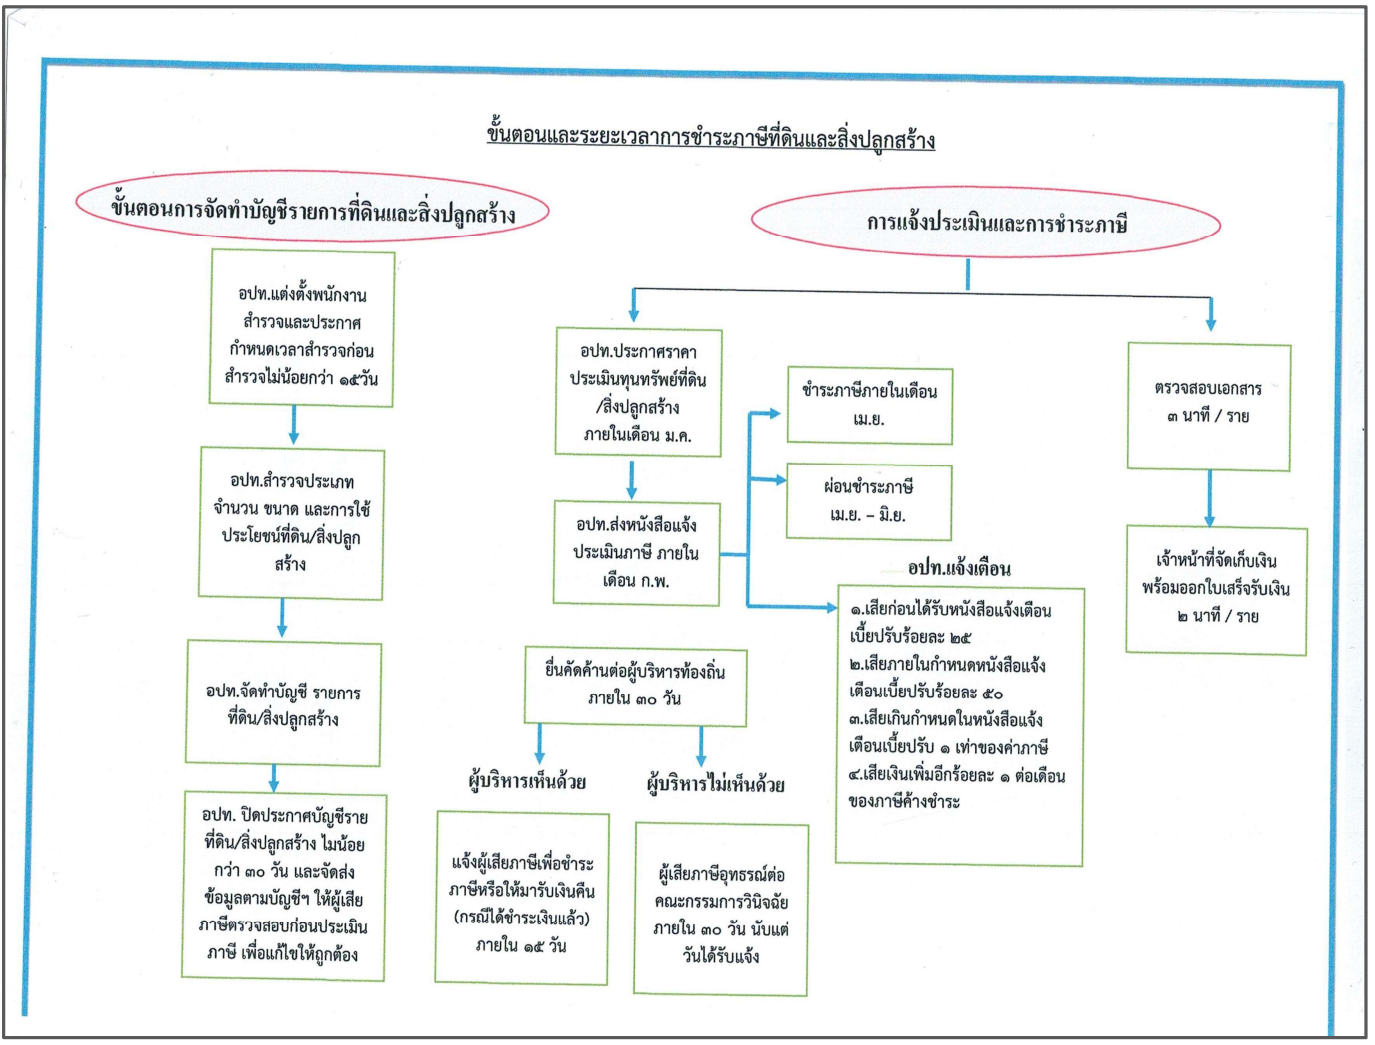 ขั้นตอนและระยะเวลาการชำระภาษีที่ดินและสิ่งปลูกสร้าง
ขั้นตอนการจัดทำบัญชีรายการที่ดินและสิ่งปลูกสร้าง
อปท.แต่งตั้งพนักงาน
สำรวจและประกาศ
กำหนดเวลาสำรวจก่อน
สำรวจไม่น้อยกว่า ๑๕วัน
อปท.สำรวจประเภท
จำนวน ขนาด และการใช้
ประโยชน์ที่ดิน/สิ่งปลูก
สร้าง
อปท.จัดทำบัญชี รายการ
ที่ดิน/สิ่งปลูกสร้าง
อปท. ปิดประกาศบัญชีราย
ที่ดิน/สิ่งปลูกสร้าง ไมน้อย
กว่า ๓๐ วัน และจัดส่ง
ข้อมูลตามบัญชีฯ ให้ผู้เสีย
ภาษีตรวจสอบก่อนประเมิน
ภาษี เพื่อแก้ไขให้ถูกต้อง
การแจ้งประเมินและการชำระภาษี
อปท.ประกาศราคา
ประเมินทุนทรัพย์ที่ดิน
/สิ่งปลูกสร้าง
ภายในเดือน ม.ค.
อปท.ส่งหนังสือแจ้ง
ประเมินภาษี ภายใน
เดือน ก.พ.
ชำระภาษีภายในเดือน
เม.ย.
ผ่อนชำระภาษี
เม.ย. – มิ.ย.
อปท.แจ้งเตือน
๑.เสียก่อนได้รับหนังสือแจ้งเตือน
เบี้ยปรับร้อยละ ๒๕
๒.เสียภายในกำหนดหนังสือแจ้ง
เตือนเบี้ยปรับร้อยละ ๕๐
๓.เสียเกินกำหนดในหนังสือแจ้ง
เตือนเบี้ยปรับ ๑ เท่าของค่าภาษี
๔.เสียเงินเพิ่มอีกร้อยละ ๑ ต่อเดือน
ของภาษีค้างชำระ
ยื่นคัดค้านต่อผู้บริหารท้องถิ่น
ภายใน ๓๐ วัน
ผู้บริหารเห็นด้วย
แจ้งผู้เสียภาษีเพื่อชำระ
ภาษีหรือให้มารับเงินคืน
(กรณีได้ชำระเงินแล้ว)
ภายใน ๑๕ วัน
ผู้บริหารไม่เห็นด้วย
ผู้เสียภาษีอุทธรณ์ต่อ
คณะกรรมการวินิจฉัย
ภายใน ๓๐ วัน นับแต่
วันได้รับแจ้ง
ตรวจสอบเอกสาร
๓ นาที / ราย
เจ้าหน้าที่จัดเก็บเงิน
พร้อมออกใบเสร็จรับเงิน
๒ นาที / ราย